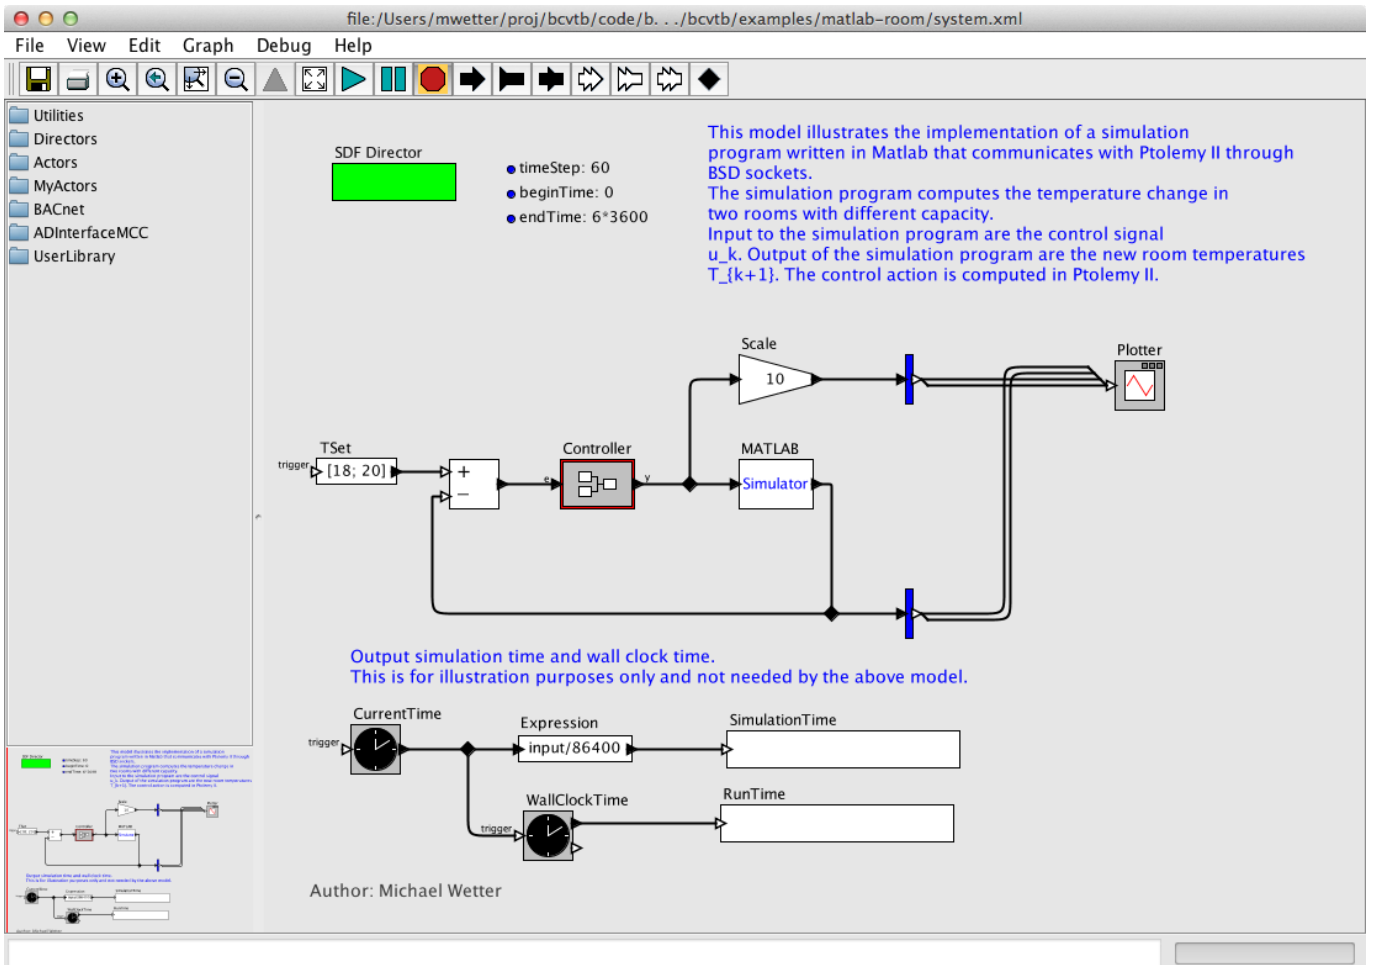 file:/Users/mwetter/proj/bcvtb/code/b. . ./bcvtb/examples/matlab-room/system.xml
File View Edit Graph Debug Help
Utilities
Directors
Actors
MyActors
BACnet
ADInterfaceMCC
UserLibrary
SDF Director
timeStep: 60
beginTime: 0
endTime: 6*3600
This model illustrates the implementation of a simulation
program written in Matlab that communicates with Ptolemy II through
BSD sockets.
The simulation program computes the temperature change in
two rooms with different capacity.
Input to the simulation program are the control signal
u_k. Output of the simulation program are the new room temperatures
T_{k+1}. The control action is computed in Ptolemy II.
Scale
10
Plotter
TSet
trigger
[18; 20]
+
−
Controller
e
y
MATLAB
Simulator
Output simulation time and wall clock time.
This is for illustration purposes only and not needed by the above model.
CurrentTime
trigger
Expression
input/86400
SimulationTime
WallClockTime
trigger
RunTime
Author: Michael Wetter